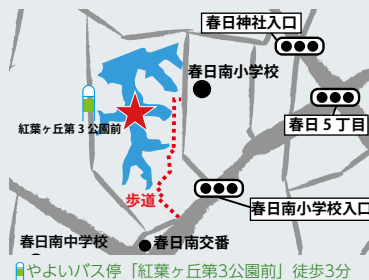 春日神社入口
春日南小学校
紅葉ヶ丘第3公園前
春日5丁目
歩道
春日南小学校入口
春日南中学校
春日南交番
やよいバス停「紅葉ヶ丘第3公園前」徒歩3分